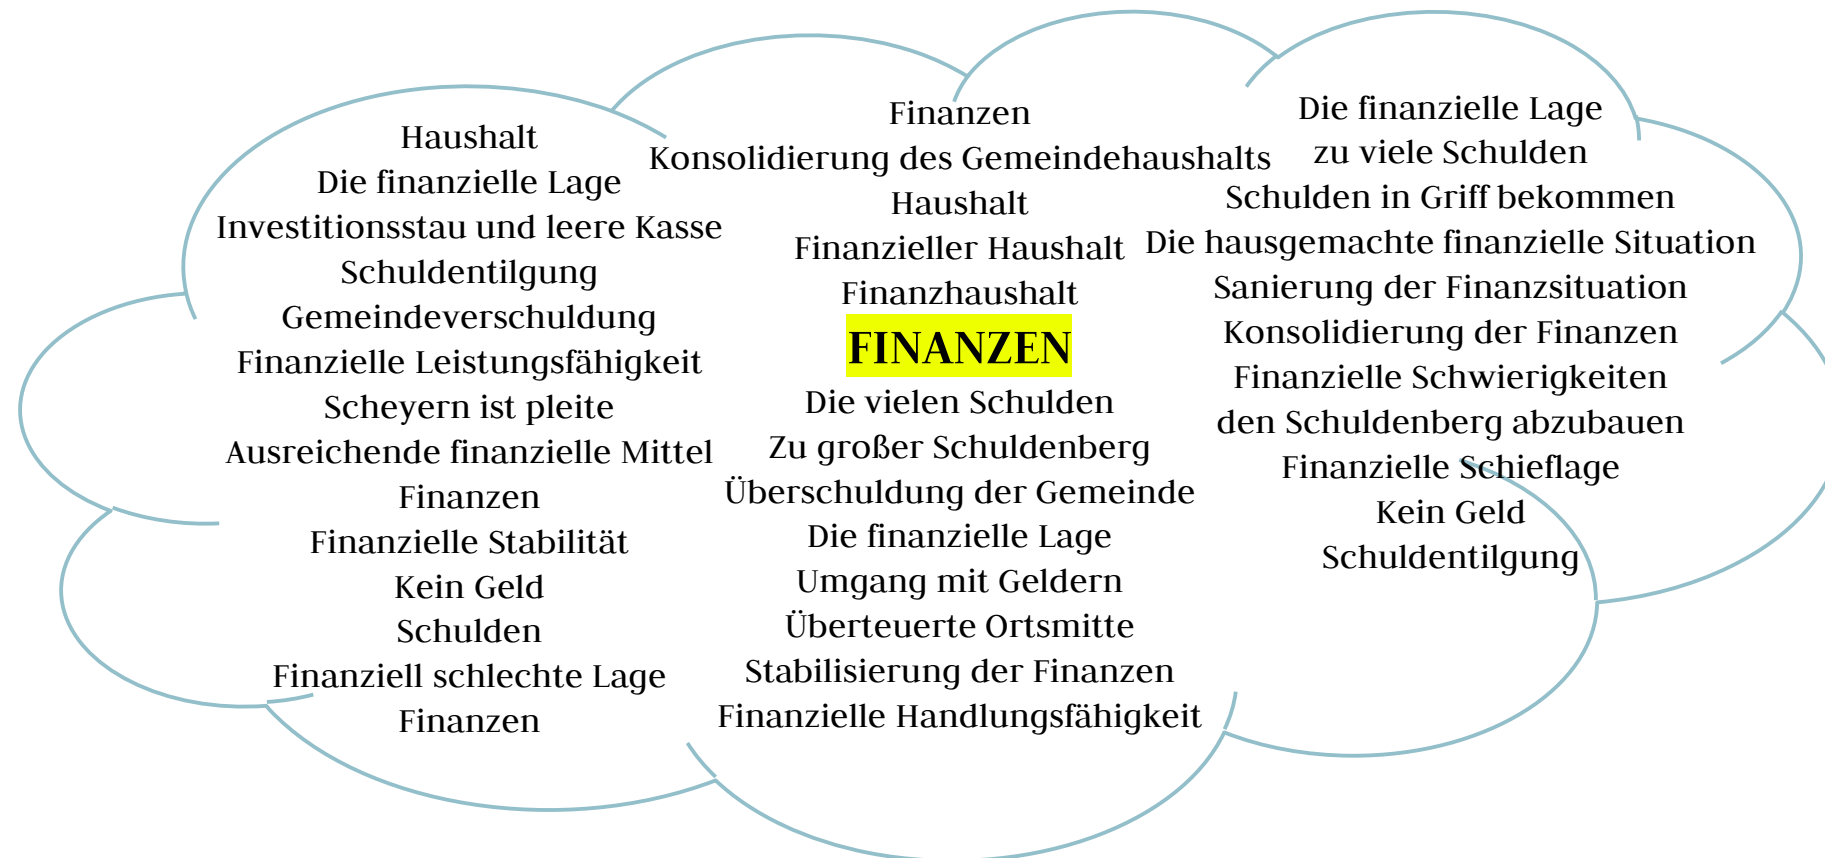 Haushalt
Die finanzielle Lage
Investitionsstau und leere Kasse
Schuldentilgung
Gemeindeverschuldung
Finanzielle Leistungsfähigkeit
Scheyern ist pleite
Ausreichende finanzielle Mittel
Finanzen
Finanzielle Stabilität
Kein Geld
Schulden
Finanziell schlechte Lage
Finanzen
Finanzen
Konsolidierung des Gemeindehaushalts
Haushalt
Finanzieller Haushalt
Finanzhaushalt
FINANZEN
Die vielen Schulden
Zu großer Schuldenberg
Überschuldung der Gemeinde
Die finanzielle Lage
Umgang mit Geldern
Überteuerte Ortsmitte
Stabilisierung der Finanzen
Finanzielle Handlungsfähigkeit
Die finanzielle Lage
zu viele Schulden
Schulden in Griff bekommen
Die hausgemachte finanzielle Situation
Sanierung der Finanzsituation
Konsolidierung der Finanzen
Finanzielle Schwierigkeiten
den Schuldenberg abzubauen
Finanzielle Schieflage
Kein Geld
Schuldentilgung